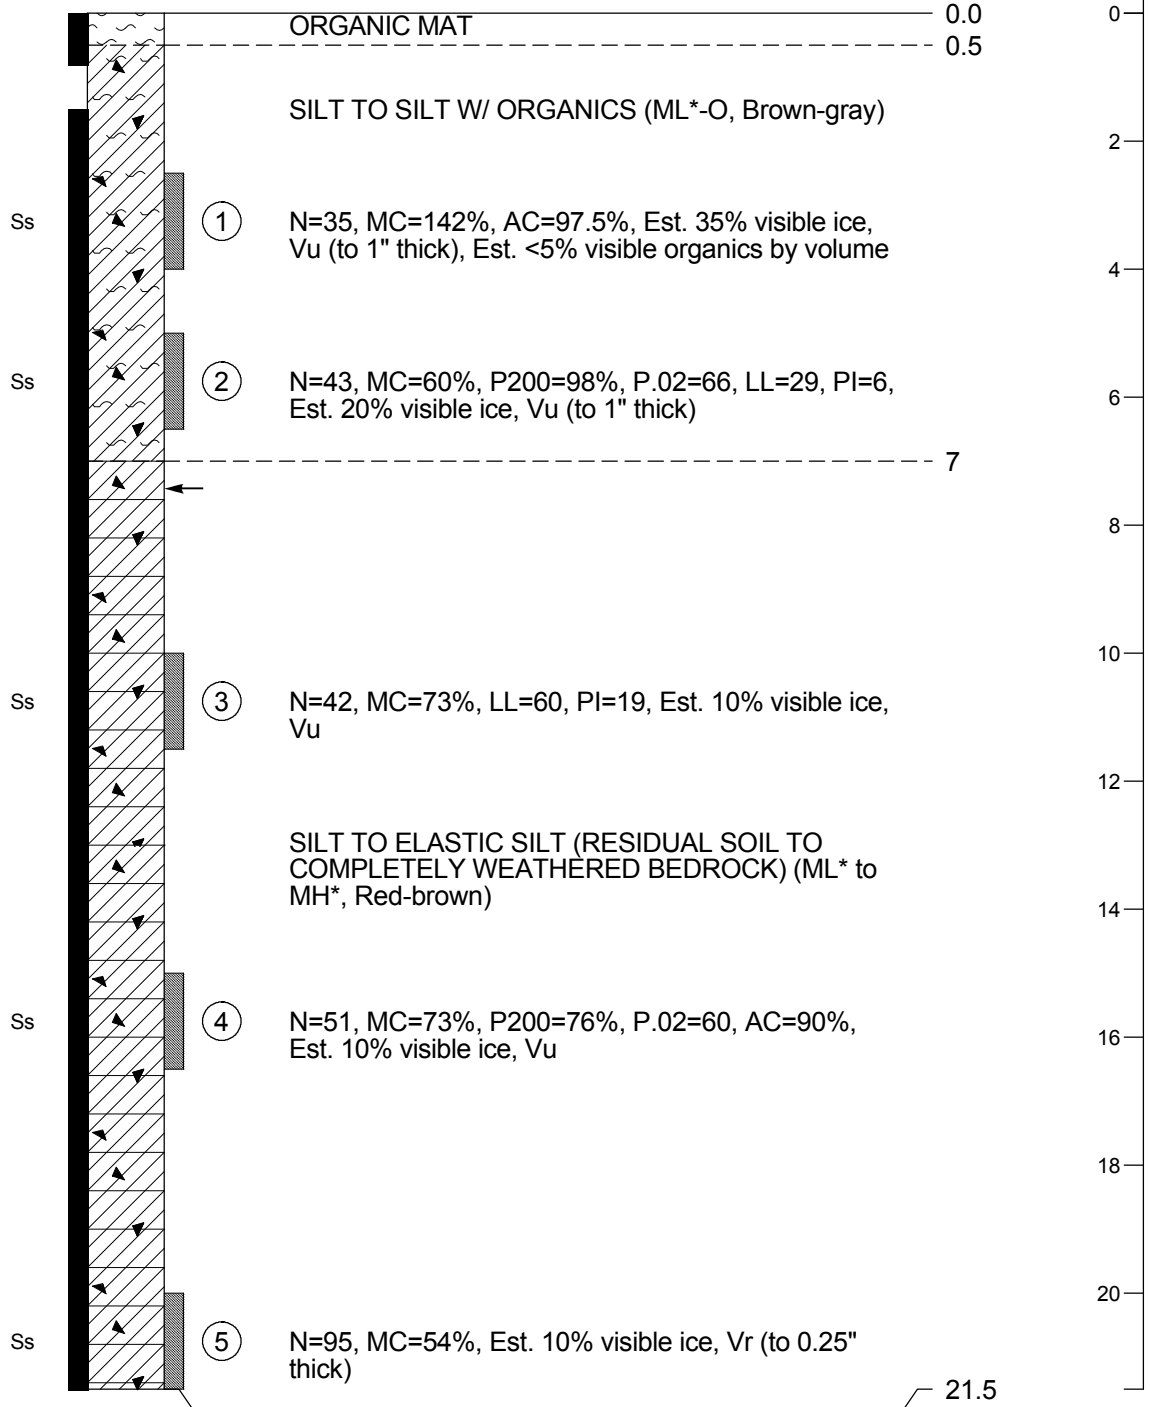 0.0
0
ORGANIC MAT
0.5
SILT TO SILT W/ ORGANICS (ML*-O, Brown-gray)
2
Ss
1
N=35, MC=142%, AC=97.5%, Est. 35% visible ice,
Vu (to 1" thick), Est. <5% visible organics by volume
4
Ss
2
N=43, MC=60%, P200=98%, P.02=66, LL=29, PI=6,
Est. 20% visible ice, Vu (to 1" thick)
6
7
8
10
Ss
3
N=42, MC=73%, LL=60, PI=19, Est. 10% visible ice,
Vu
12
SILT TO ELASTIC SILT (RESIDUAL SOIL TO
COMPLETELY WEATHERED BEDROCK) (ML* to
MH*, Red-brown)
14
Ss
4
N=51, MC=73%, P200=76%, P.02=60, AC=90%,
Est. 10% visible ice, Vu
16
18
20
Ss
5
N=95, MC=54%, Est. 10% visible ice, Vr (to 0.25"
thick)
21.5